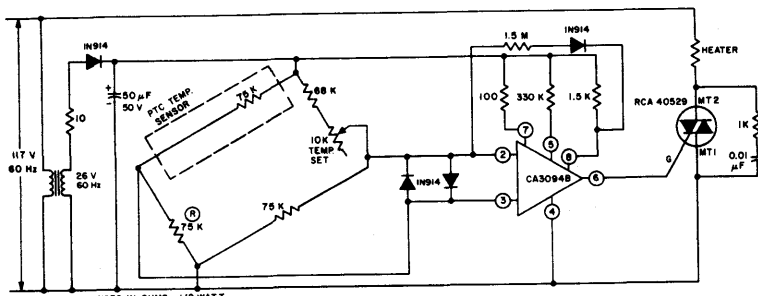 1N914
1.5 M
1N914
HEATER
50 µF
50 V
+
-
PTC TEMP.
SENSOR
75 K
68 K
100
330 K
1.5 K
RCA 40529
MT2
10
10K
TEMP.
SET
7
5
8
1K
117 V
60 Hz
26 V
60 Hz
2
CA3094B
6
G
MT1
0.01
µF
1N914
3
4
R
75 K
75 K